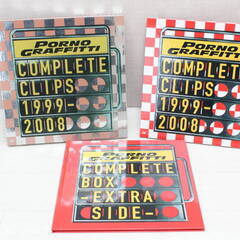 PORNO
GRAFFITTI
COMPLETE
CLIPS
1999-
2008
PORNO
GRAFFITTI
COMPLETE
CLIPS
1999-
2008
PORNO
GRAFFITTI
COMPLETE
BOX
-EXTRA
SIDE-